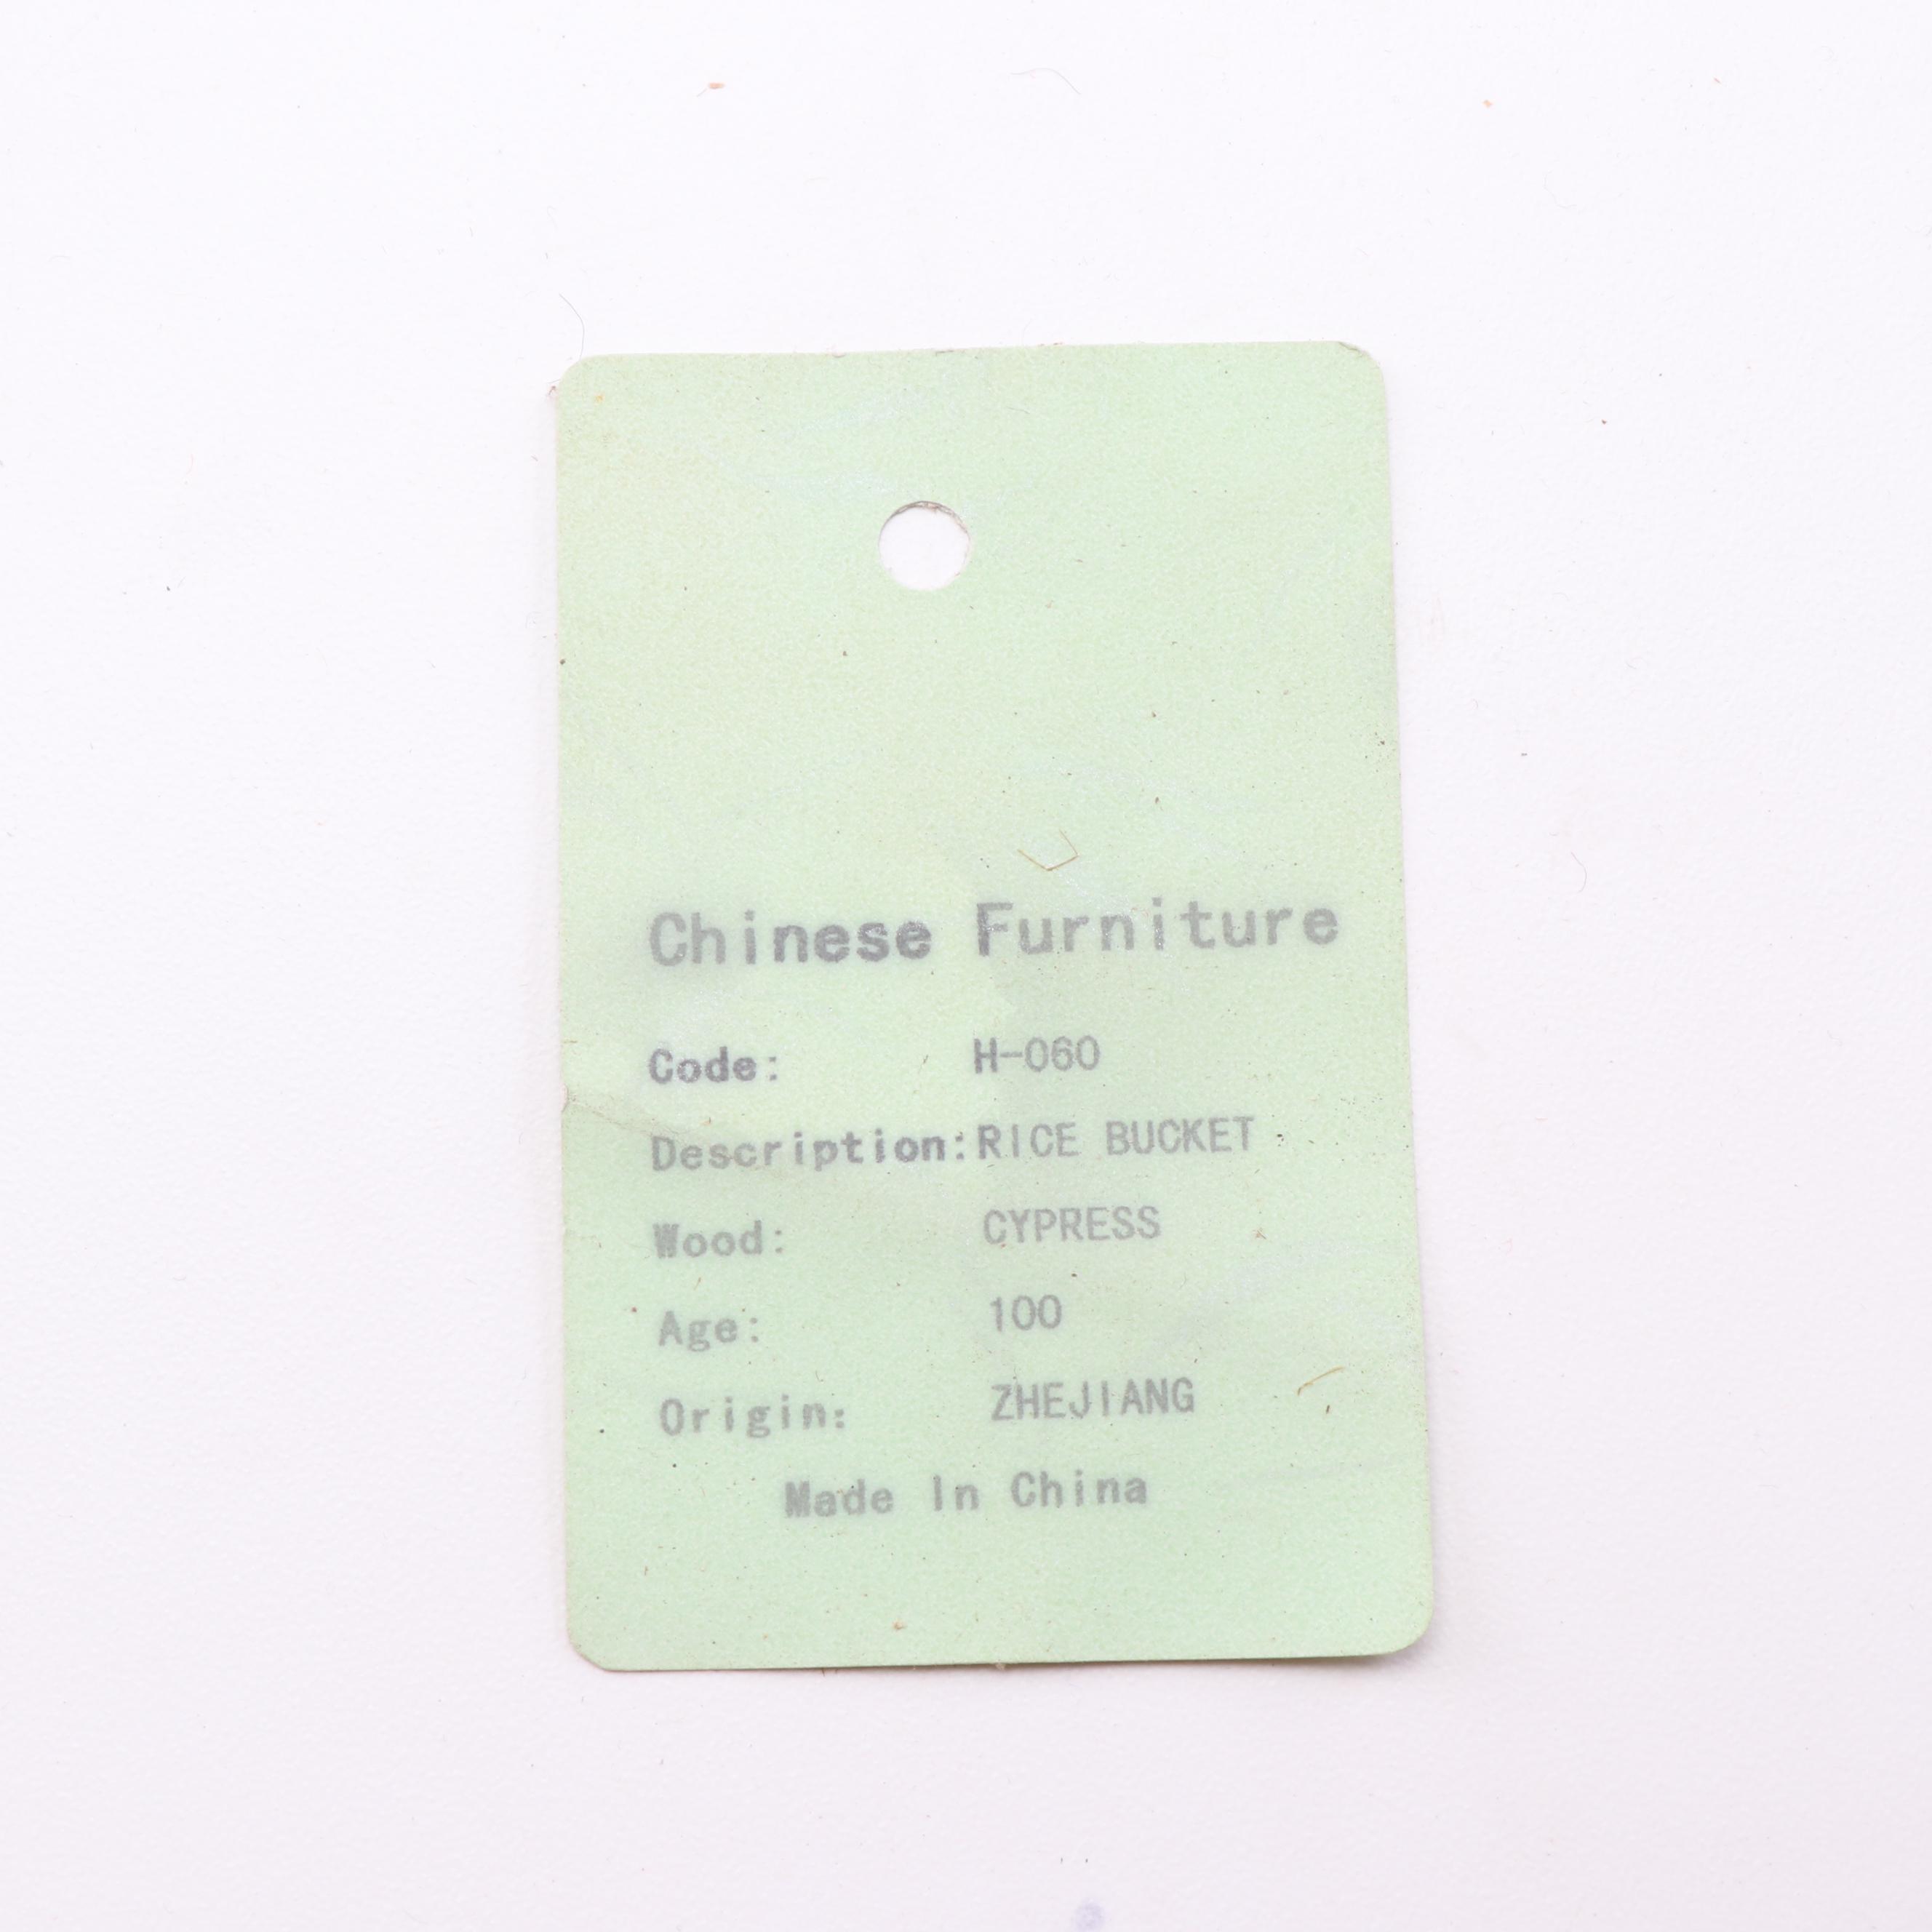 Chinese Furniture
Code: H-060
Description:RICE BUCKET
Wood: CYPRESS
Age: 100
Origin: ZHEJIANG
Made In China